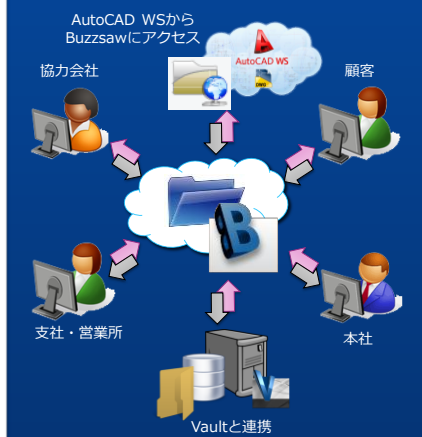 AutoCAD WSから
Buzzsawにアクセス
AutoCAD WS
DWG
協力会社
顧客
B
支社・営業所
本社
Vaultと連携